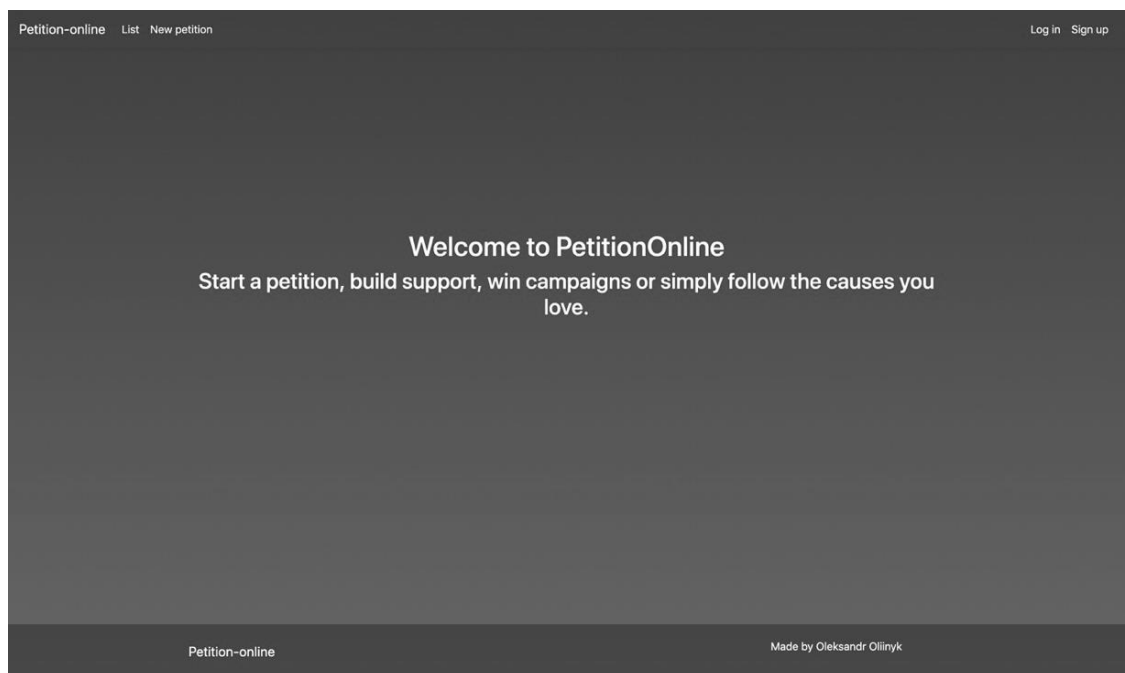 Petition-online List New petition Log in Sign up
Welcome to PetitionOnline
Start a petition, build support, win campaigns or simply follow the causes you
love.
Petition-online Made by Oleksandr Oliinyk